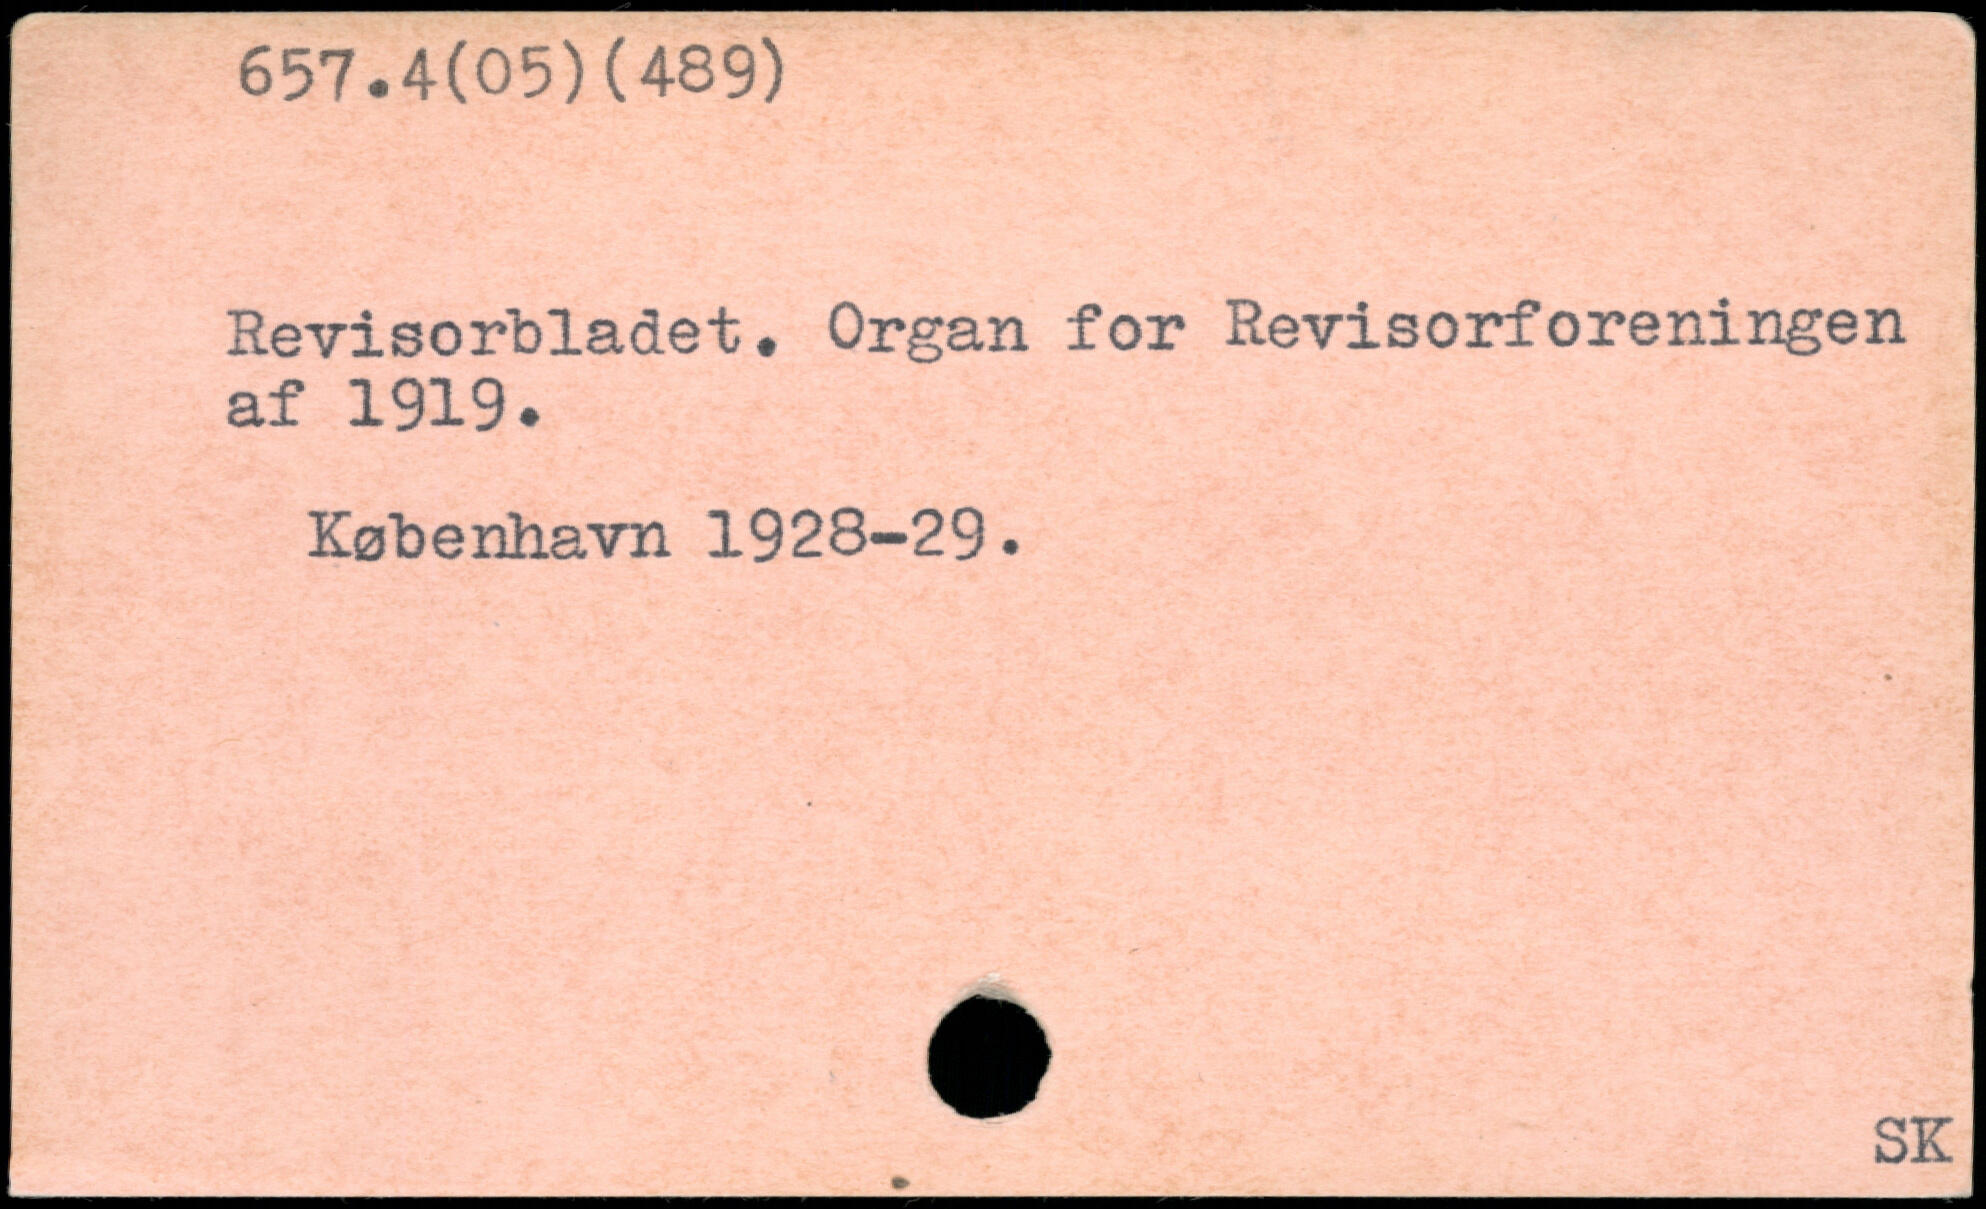 657.4(05)(489)
Revisorbladet. Organ for Revisorforeningen
af 1919.
København 1928-29.
SK